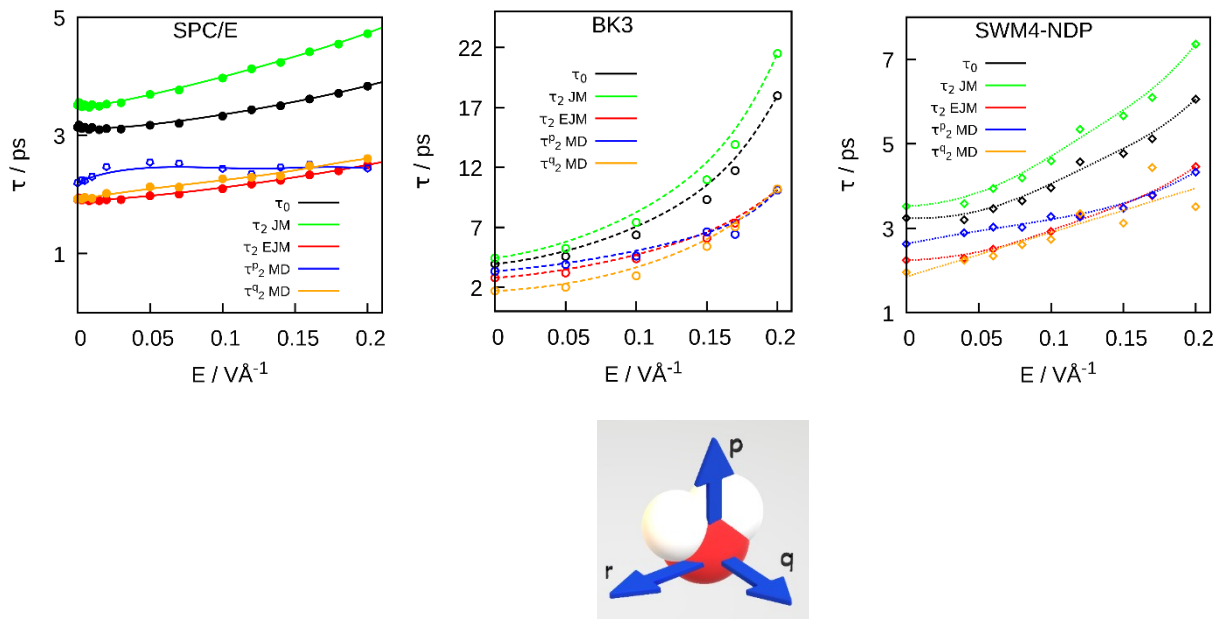 SPC/E
5
3
1
τ / ps
τ₀
τ₂ JM
τ₂ EJM
τᵖ₂ MD
τ^q₂ MD
0 0.05 0.1 0.15 0.2
E / VÅ⁻¹
BK3
22
17
12
7
2
τ / ps
τ₀
τ₂ JM
τ₂ EJM
τᵖ₂ MD
τ^q₂ MD
0 0.05 0.1 0.15 0.2
E / VÅ⁻¹
SWM4-NDP
7
5
3
1
τ / ps
τ₀
τ₂ JM
τ₂ EJM
τᵖ₂ MD
τ^q₂ MD
0 0.05 0.1 0.15 0.2
E / VÅ⁻¹
p
r
q